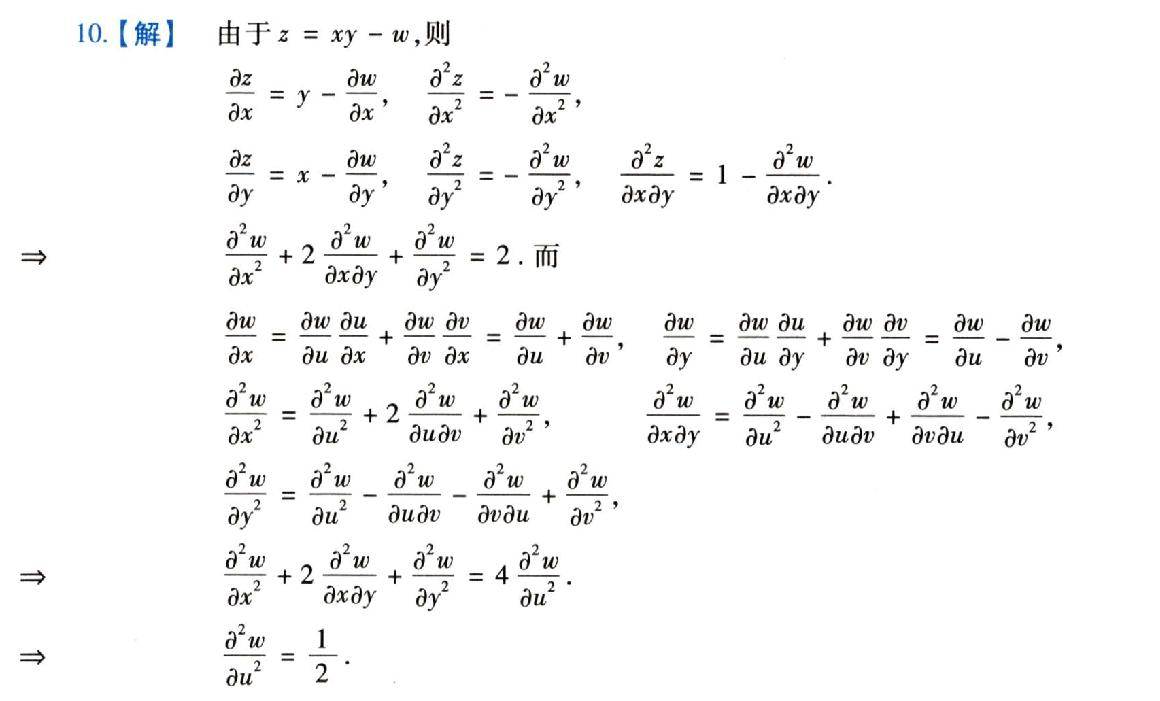 10.【解】 由于 z = xy - w,则
∂z/∂x = y - ∂w/∂x, ∂²z/∂x² = - ∂²w/∂x²,
∂z/∂y = x - ∂w/∂y, ∂²z/∂y² = - ∂²w/∂y², ∂²z/∂x∂y = 1 - ∂²w/∂x∂y.
⇒ ∂²w/∂x² + 2 ∂²w/∂x∂y + ∂²w/∂y² = 2. 而
∂w/∂x = ∂w/∂u ∂u/∂x + ∂w/∂v ∂v/∂x = ∂w/∂u + ∂w/∂v, ∂w/∂y = ∂w/∂u ∂u/∂y + ∂w/∂v ∂v/∂y = ∂w/∂u - ∂w/∂v,
∂²w/∂x² = ∂²w/∂u² + 2 ∂²w/∂u∂v + ∂²w/∂v², ∂²w/∂x∂y = ∂²w/∂u² - ∂²w/∂u∂v + ∂²w/∂v∂u - ∂²w/∂v²,
∂²w/∂y² = ∂²w/∂u² - ∂²w/∂u∂v - ∂²w/∂v∂u + ∂²w/∂v²,
⇒ ∂²w/∂x² + 2 ∂²w/∂x∂y + ∂²w/∂y² = 4 ∂²w/∂u².
⇒ ∂²w/∂u² = 1/2.